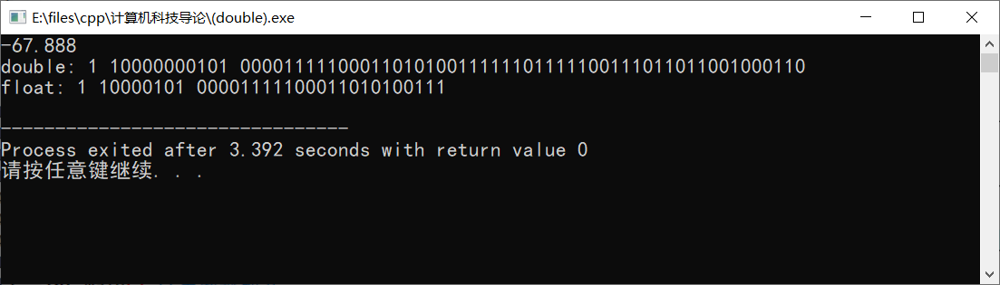 E:\files\cpp\计算机科技导论\(double).exe
-67.888
double: 1 10000000101 0000111110001101010011111101111100111011011001000110
float: 1 10000101 00001111100011010100111
--------------------------------
Process exited after 3.392 seconds with return value 0
请按任意键继续. . .